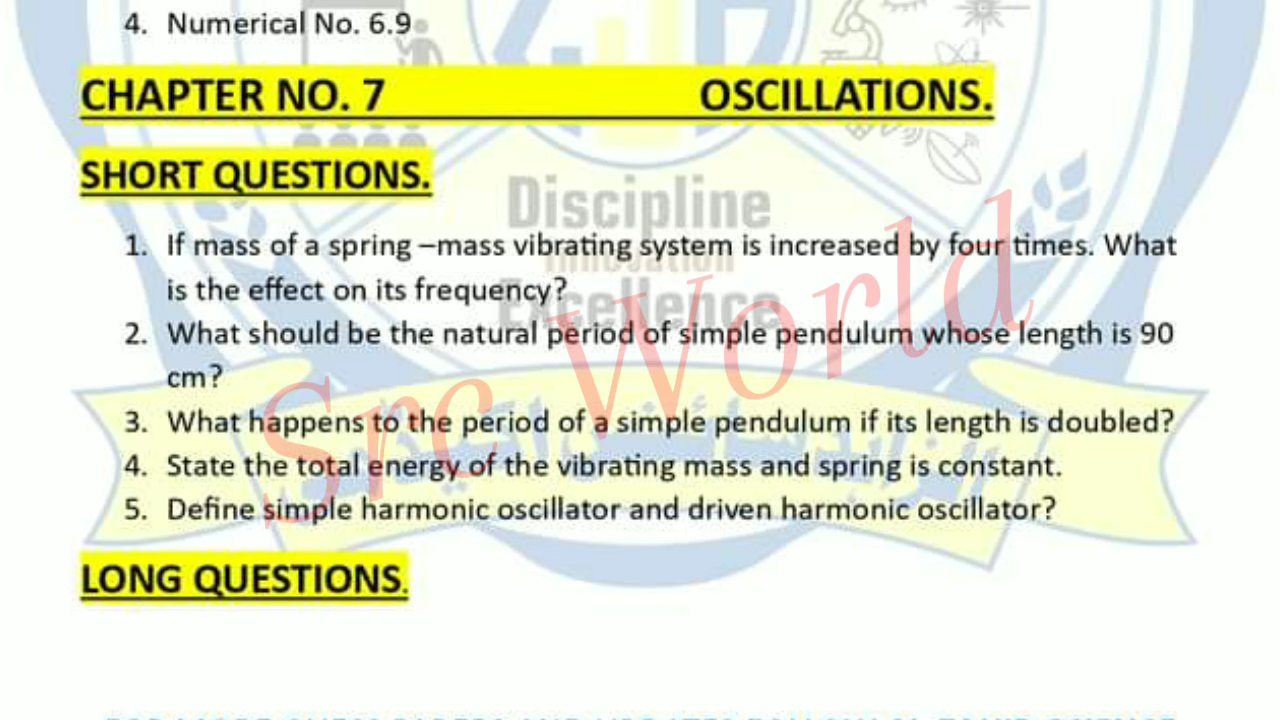 4. Numerical No. 6.9
CHAPTER NO. 7 OSCILLATIONS.
SHORT QUESTIONS.
Discipline
1. If mass of a spring –mass vibrating system is increased by four times. What
Innovation
is the effect on its frequency?
Excellence
2. What should be the natural period of simple pendulum whose length is 90
cm?
3. What happens to the period of a simple pendulum if its length is doubled?
4. State the total energy of the vibrating mass and spring is constant.
5. Define simple harmonic oscillator and driven harmonic oscillator?
Src World
LONG QUESTIONS.